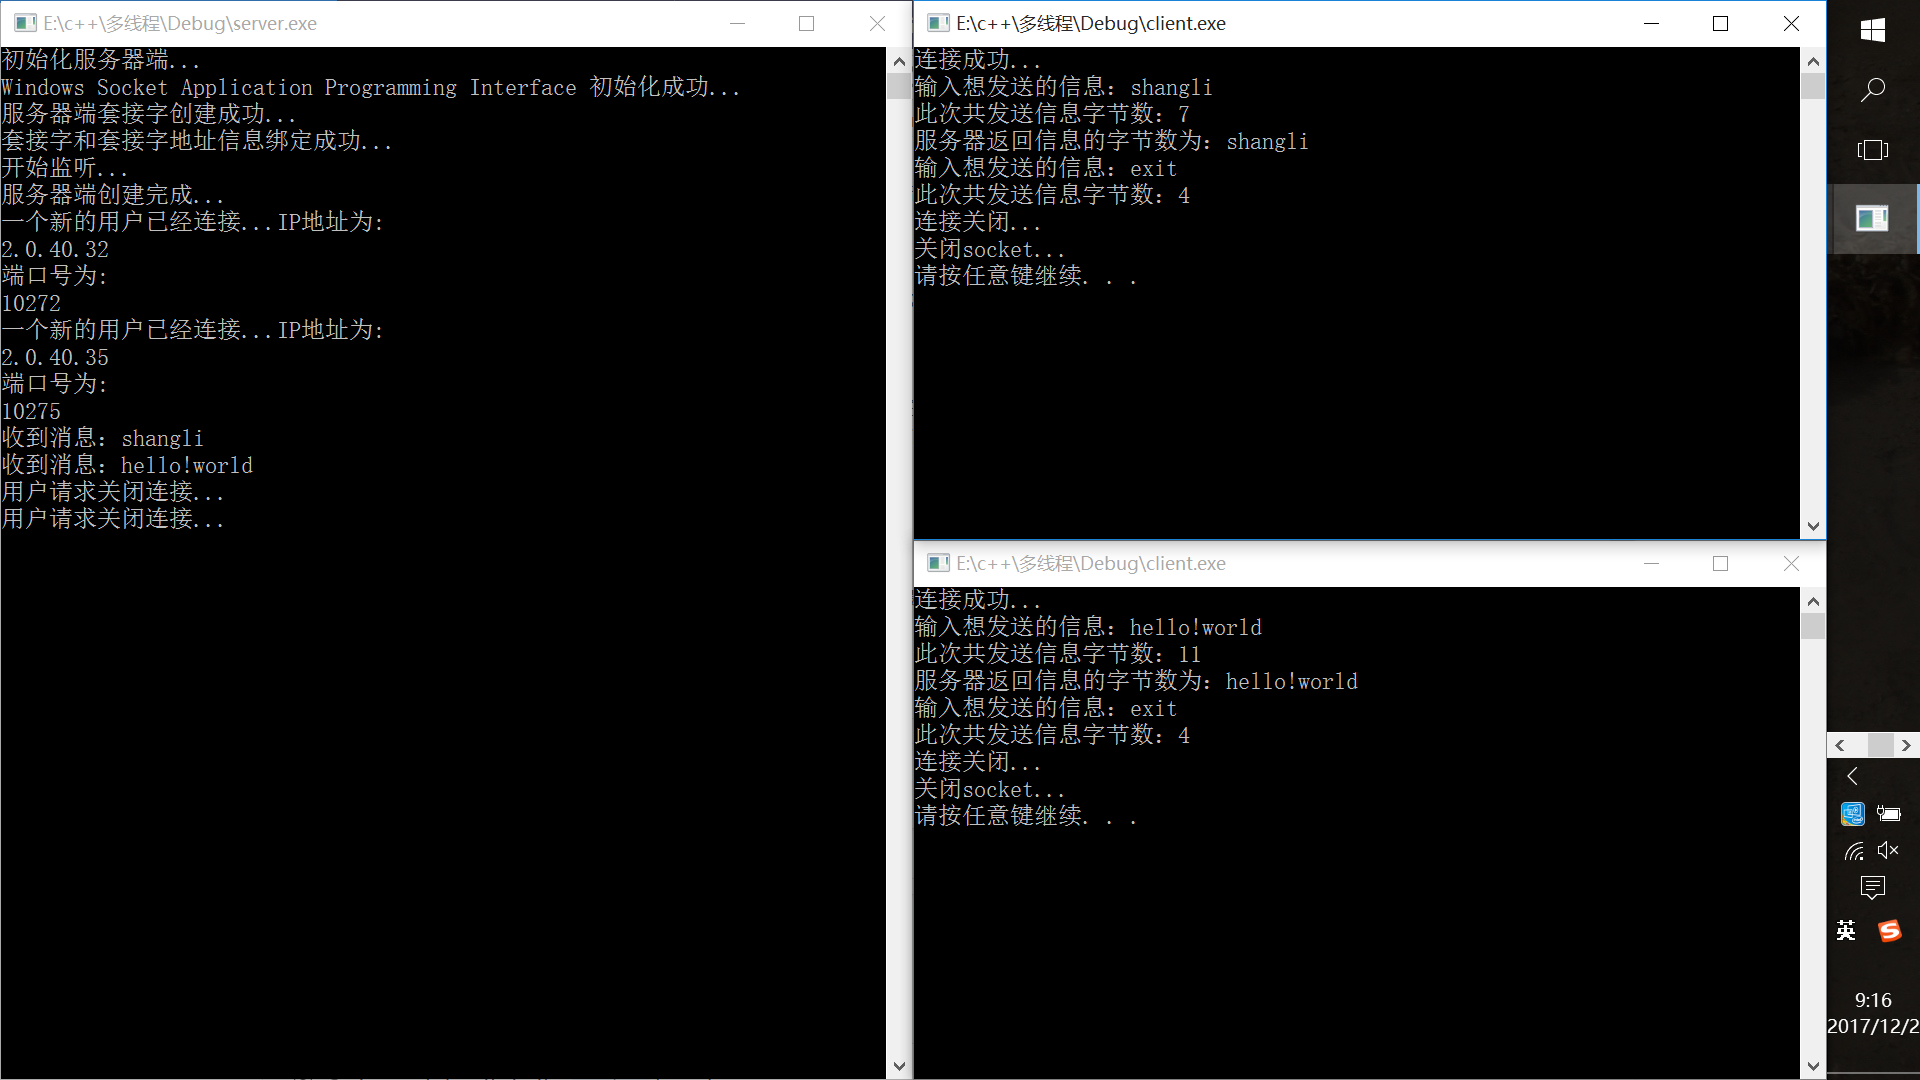 E:\c++\多线程\Debug\server.exe
初始化服务器端...
Windows Socket Application Programming Interface 初始化成功...
服务器端套接字创建成功...
套接字和套接字地址信息绑定成功...
开始监听...
服务器端创建完成...
一个新的用户已经连接...IP地址为:
2.0.40.32
端口号为:
10272
一个新的用户已经连接...IP地址为:
2.0.40.35
端口号为:
10275
收到消息：shangli
收到消息：hello!world
用户请求关闭连接...
用户请求关闭连接...
E:\c++\多线程\Debug\client.exe
连接成功...
输入想发送的信息：shangli
此次共发送信息字节数：7
服务器返回信息的字节数为：shangli
输入想发送的信息：exit
此次共发送信息字节数：4
连接关闭...
关闭socket...
请按任意键继续. . .
E:\c++\多线程\Debug\client.exe
连接成功...
输入想发送的信息：hello!world
此次共发送信息字节数：11
服务器返回信息的字节数为：hello!world
输入想发送的信息：exit
此次共发送信息字节数：4
连接关闭...
关闭socket...
请按任意键继续. . .
英
9:16
2017/12/2